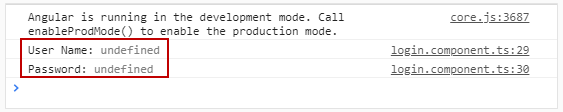 Angular is running in the development mode. Call core.js:3687
enableProdMode() to enable the production mode.
User Name: undefined login.component.ts:29
Password: undefined login.component.ts:30
>